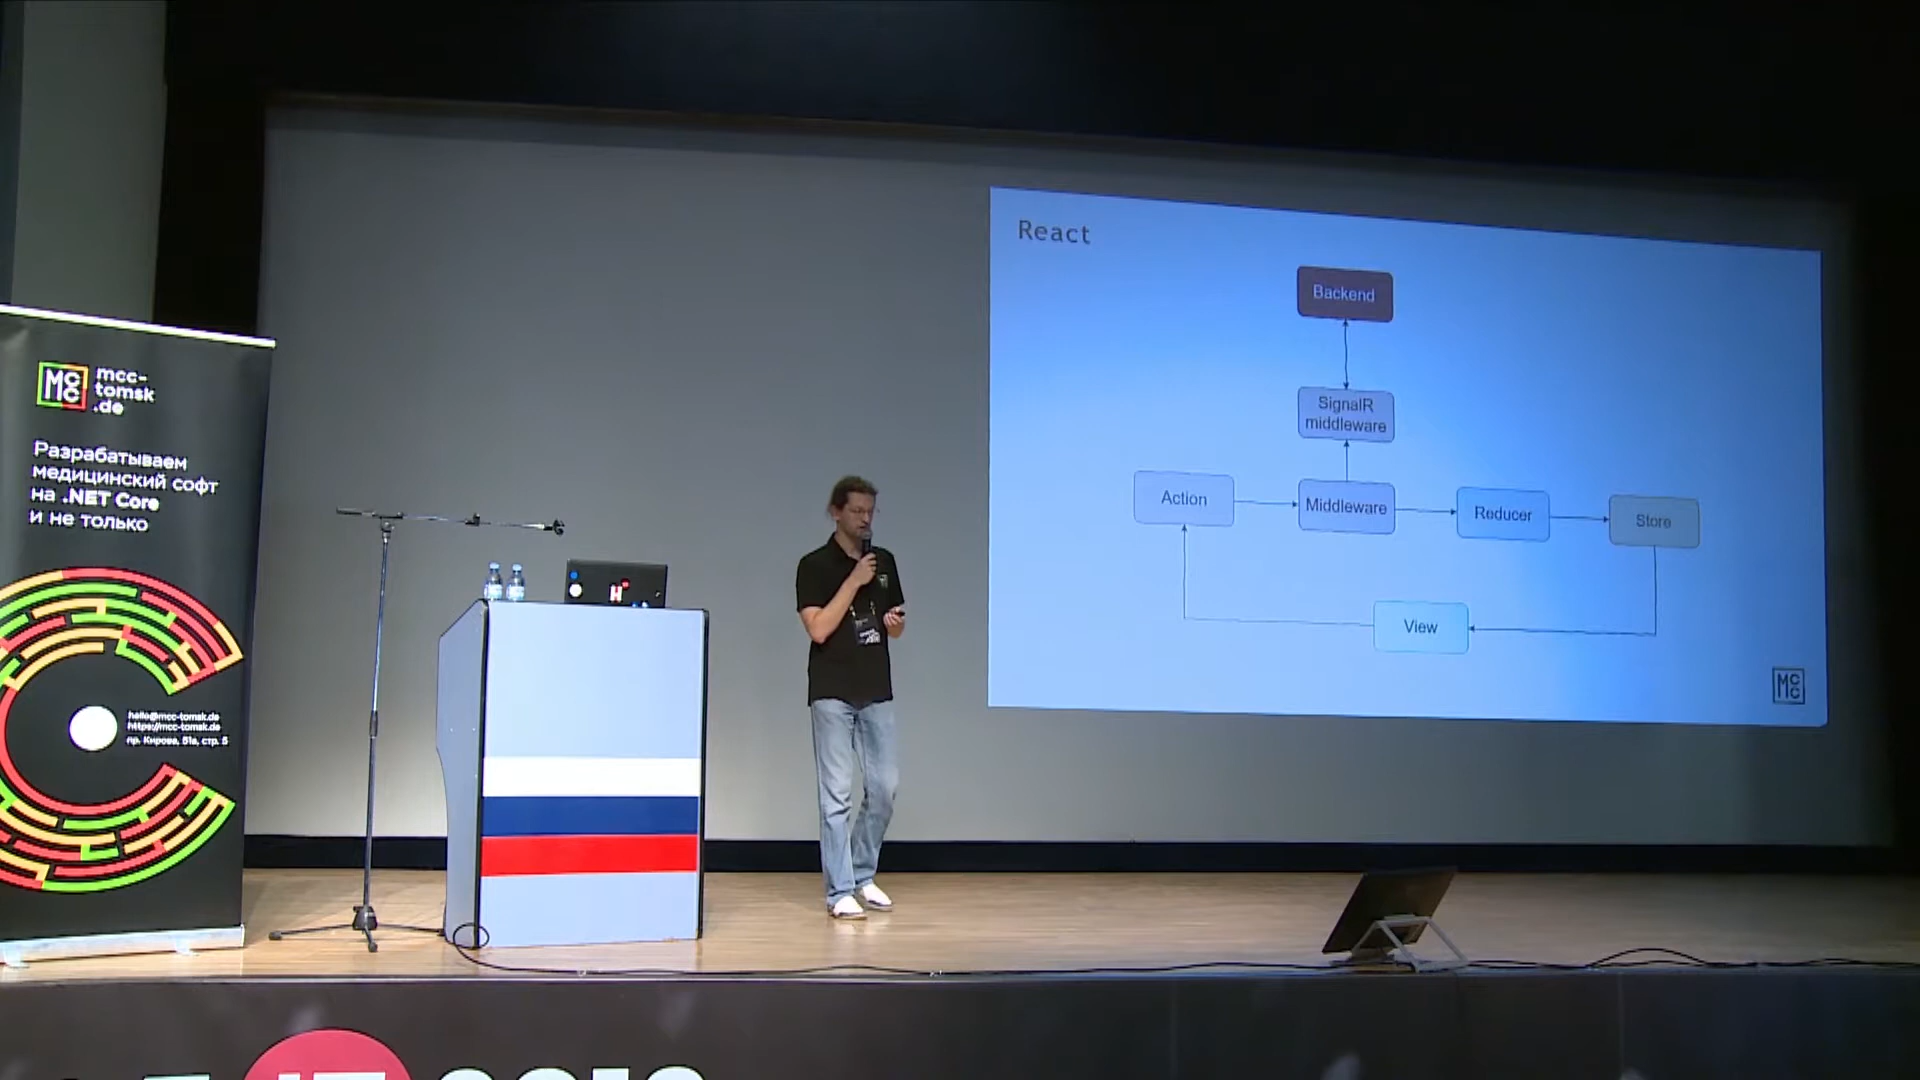 MCC
mcc-
tomsk
.de
Разрабатываем
медицинский софт
на .NET Core
и не только
hello@mcc-tomsk.de
https://mcc-tomsk.de
пр. Кирова, 51а, стр. 5
React
Backend
SignalR
middleware
Action
Middleware
Reducer
Store
View
MCC
H